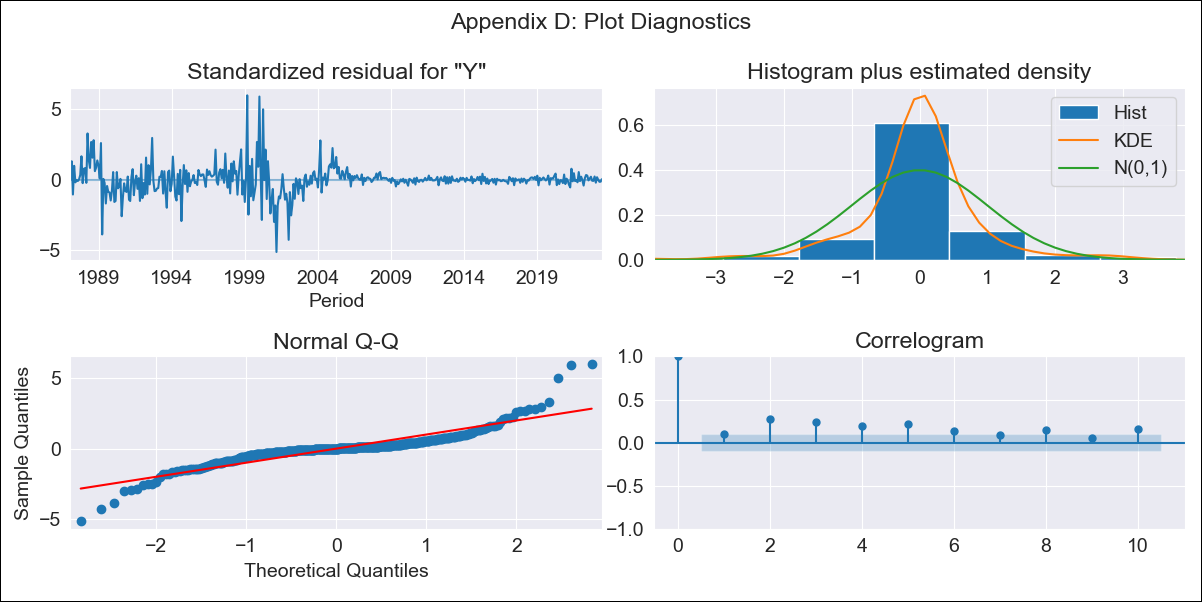 Appendix D: Plot Diagnostics
Standardized residual for "Y"
5
0
−5
1989 1994 1999 2004 2009 2014 2019
Period
Histogram plus estimated density
Hist
KDE
N(0,1)
0.6
0.4
0.2
0.0
−3 −2 −1 0 1 2 3
Normal Q-Q
Sample Quantiles
5
0
−5
−2 −1 0 1 2
Theoretical Quantiles
Correlogram
1.0
0.5
0.0
−0.5
−1.0
0 2 4 6 8 10